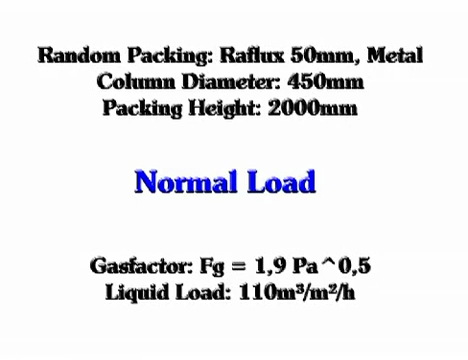 Random Packing: Raflux 50mm, Metal
Column Diameter: 450mm
Packing Height: 2000mm
Normal Load
Gasfactor: Fg = 1,9 Pa^0,5
Liquid Load: 110m³/m²/h